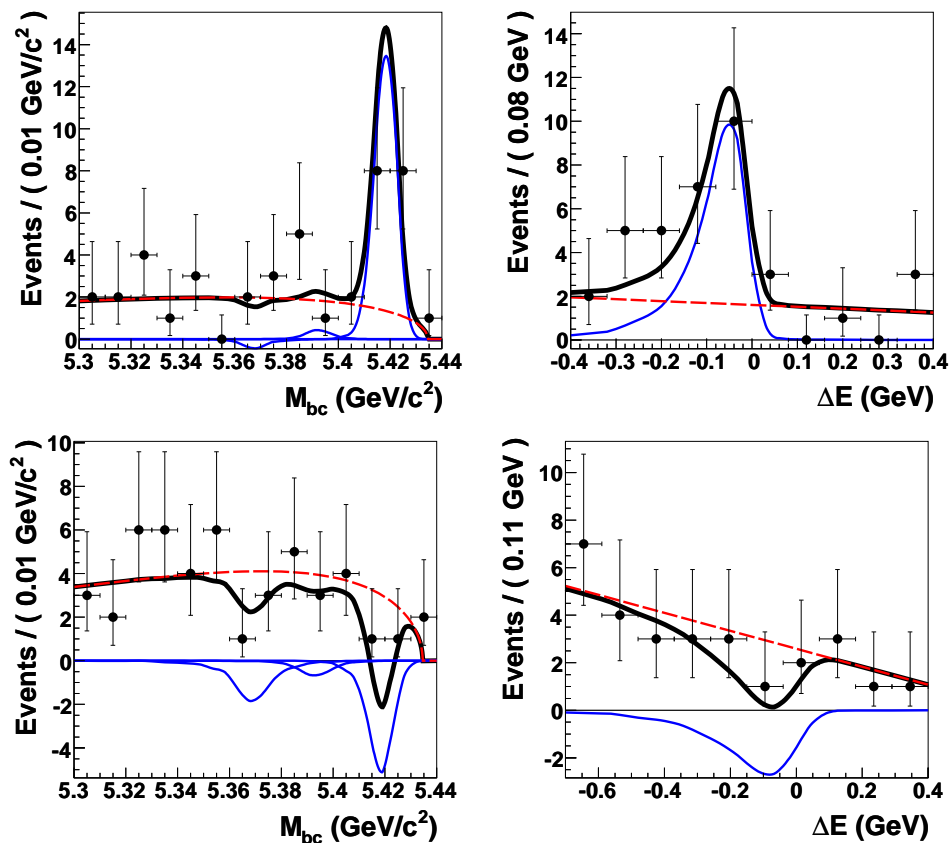 Events / ( 0.01 GeV/c²)
14
12
10
8
6
4
2
0
5.3 5.32 5.34 5.36 5.38 5.4 5.42 5.44
M_bc (GeV/c²)
Events / ( 0.08 GeV)
14
12
10
8
6
4
2
0
-0.4 -0.3 -0.2 -0.1 0 0.1 0.2 0.3 0.4
ΔE (GeV)
Events / ( 0.01 GeV/c²)
10
8
6
4
2
0
-2
-4
5.3 5.32 5.34 5.36 5.38 5.4 5.42 5.44
M_bc (GeV/c²)
Events / ( 0.11 GeV)
10
8
6
4
2
0
-2
-0.6 -0.4 -0.2 0 0.2 0.4
ΔE (GeV)